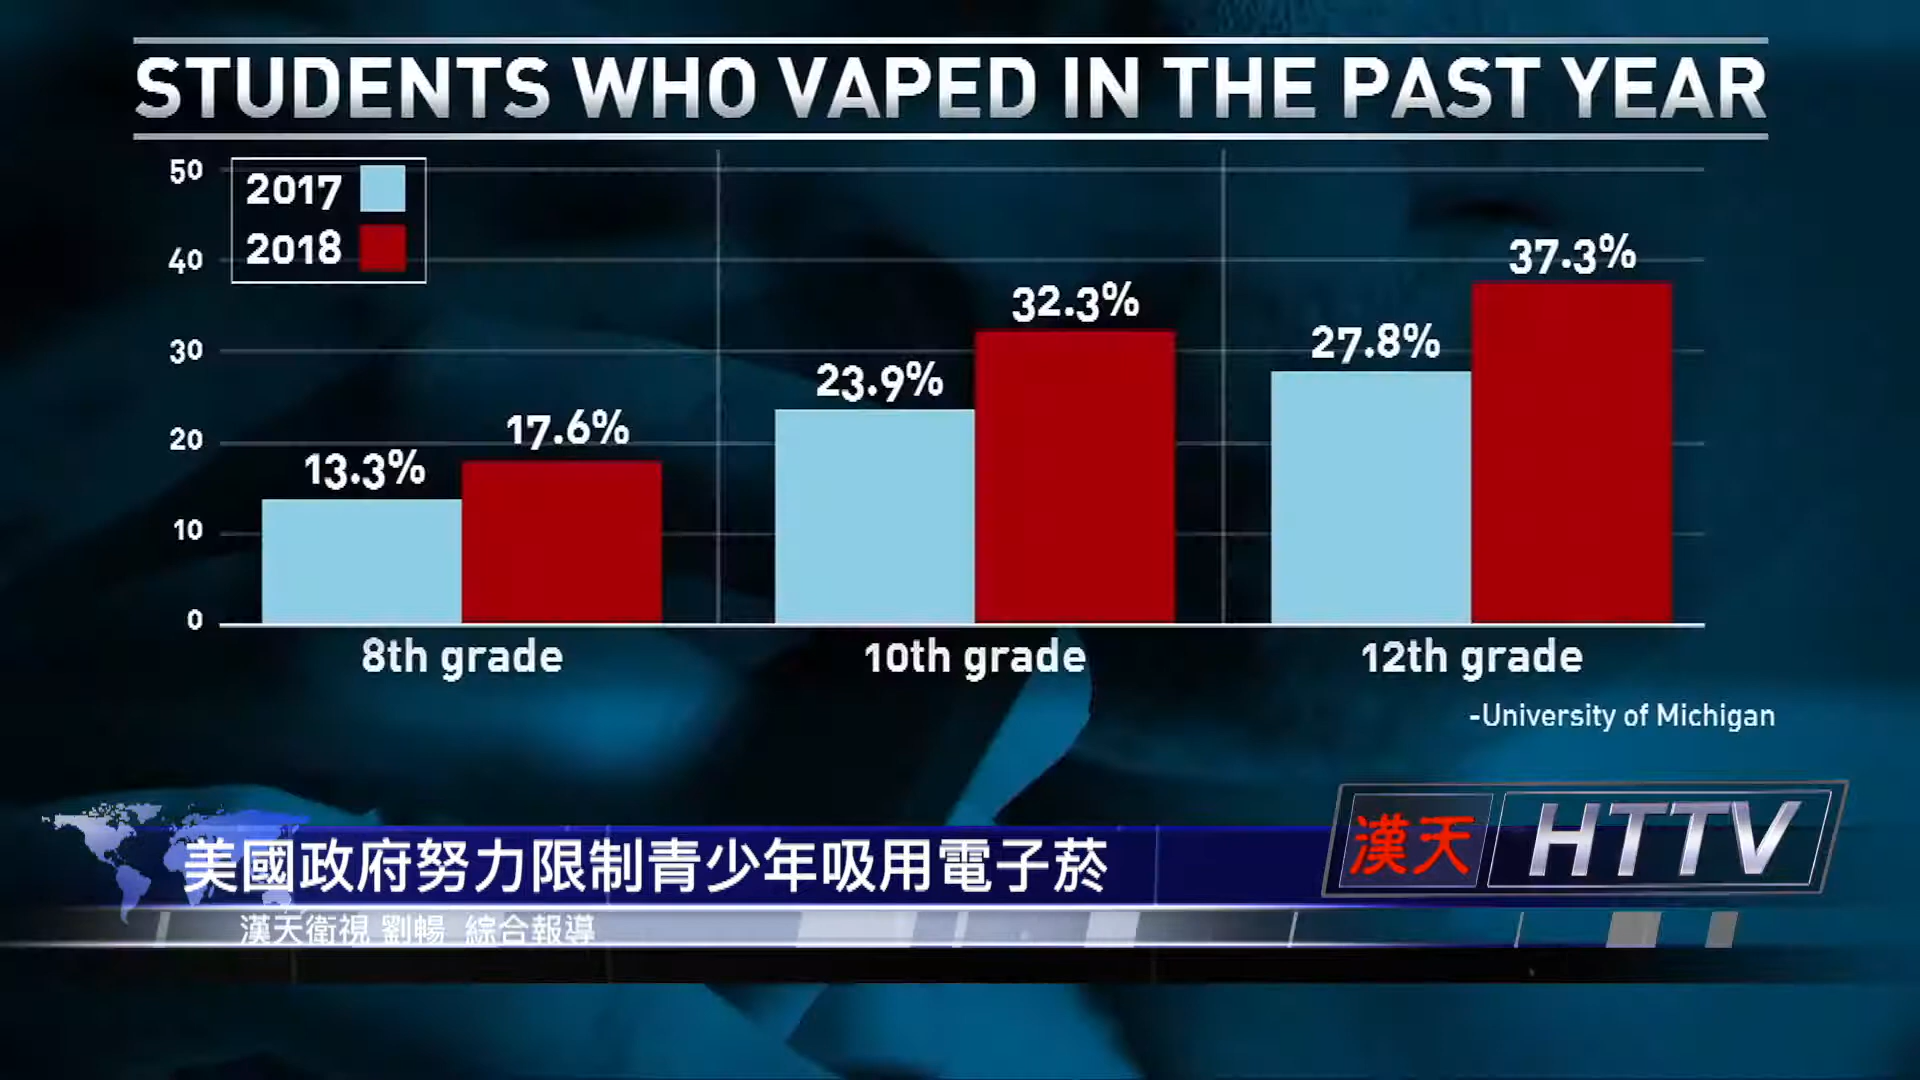 STUDENTS WHO VAPED IN THE PAST YEAR
50
40
30
20
10
0
2017
2018
13.3%
17.6%
23.9%
32.3%
27.8%
37.3%
8th grade
10th grade
12th grade
-University of Michigan
美國政府努力限制青少年吸用電子菸
漢天 HTTV
漢天衛視 劉暢 綜合報導